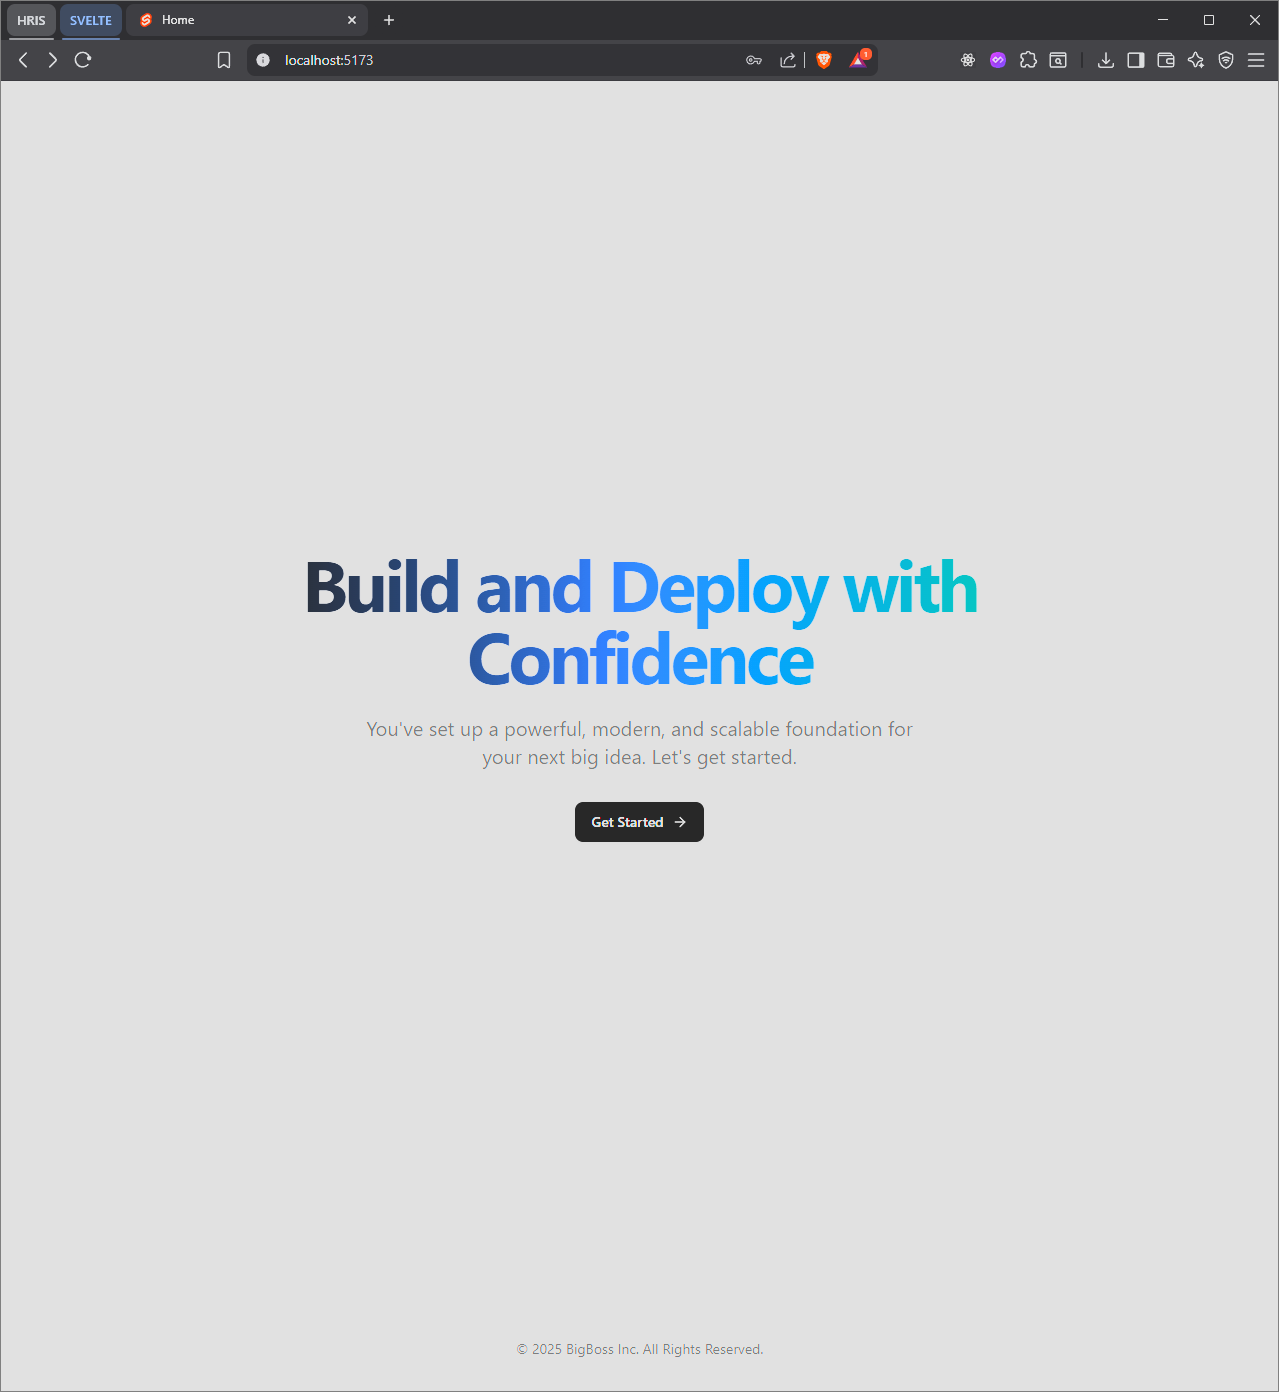 HRIS
SVELTE
Home
localhost:5173
1
Build and Deploy with
Confidence
You've set up a powerful, modern, and scalable foundation for
your next big idea. Let's get started.
Get Started
© 2025 BigBoss Inc. All Rights Reserved.